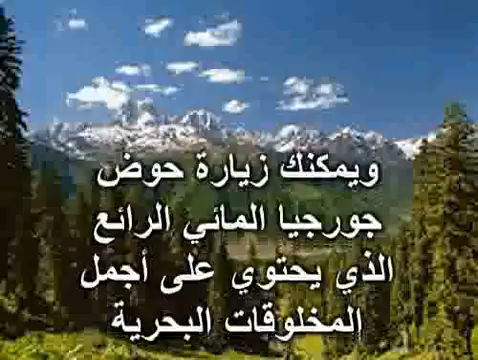 ويمكنك زيارة حوض
جورجيا المائي الرائع
الذي يحتوي على أجمل
المخلوقات البحرية